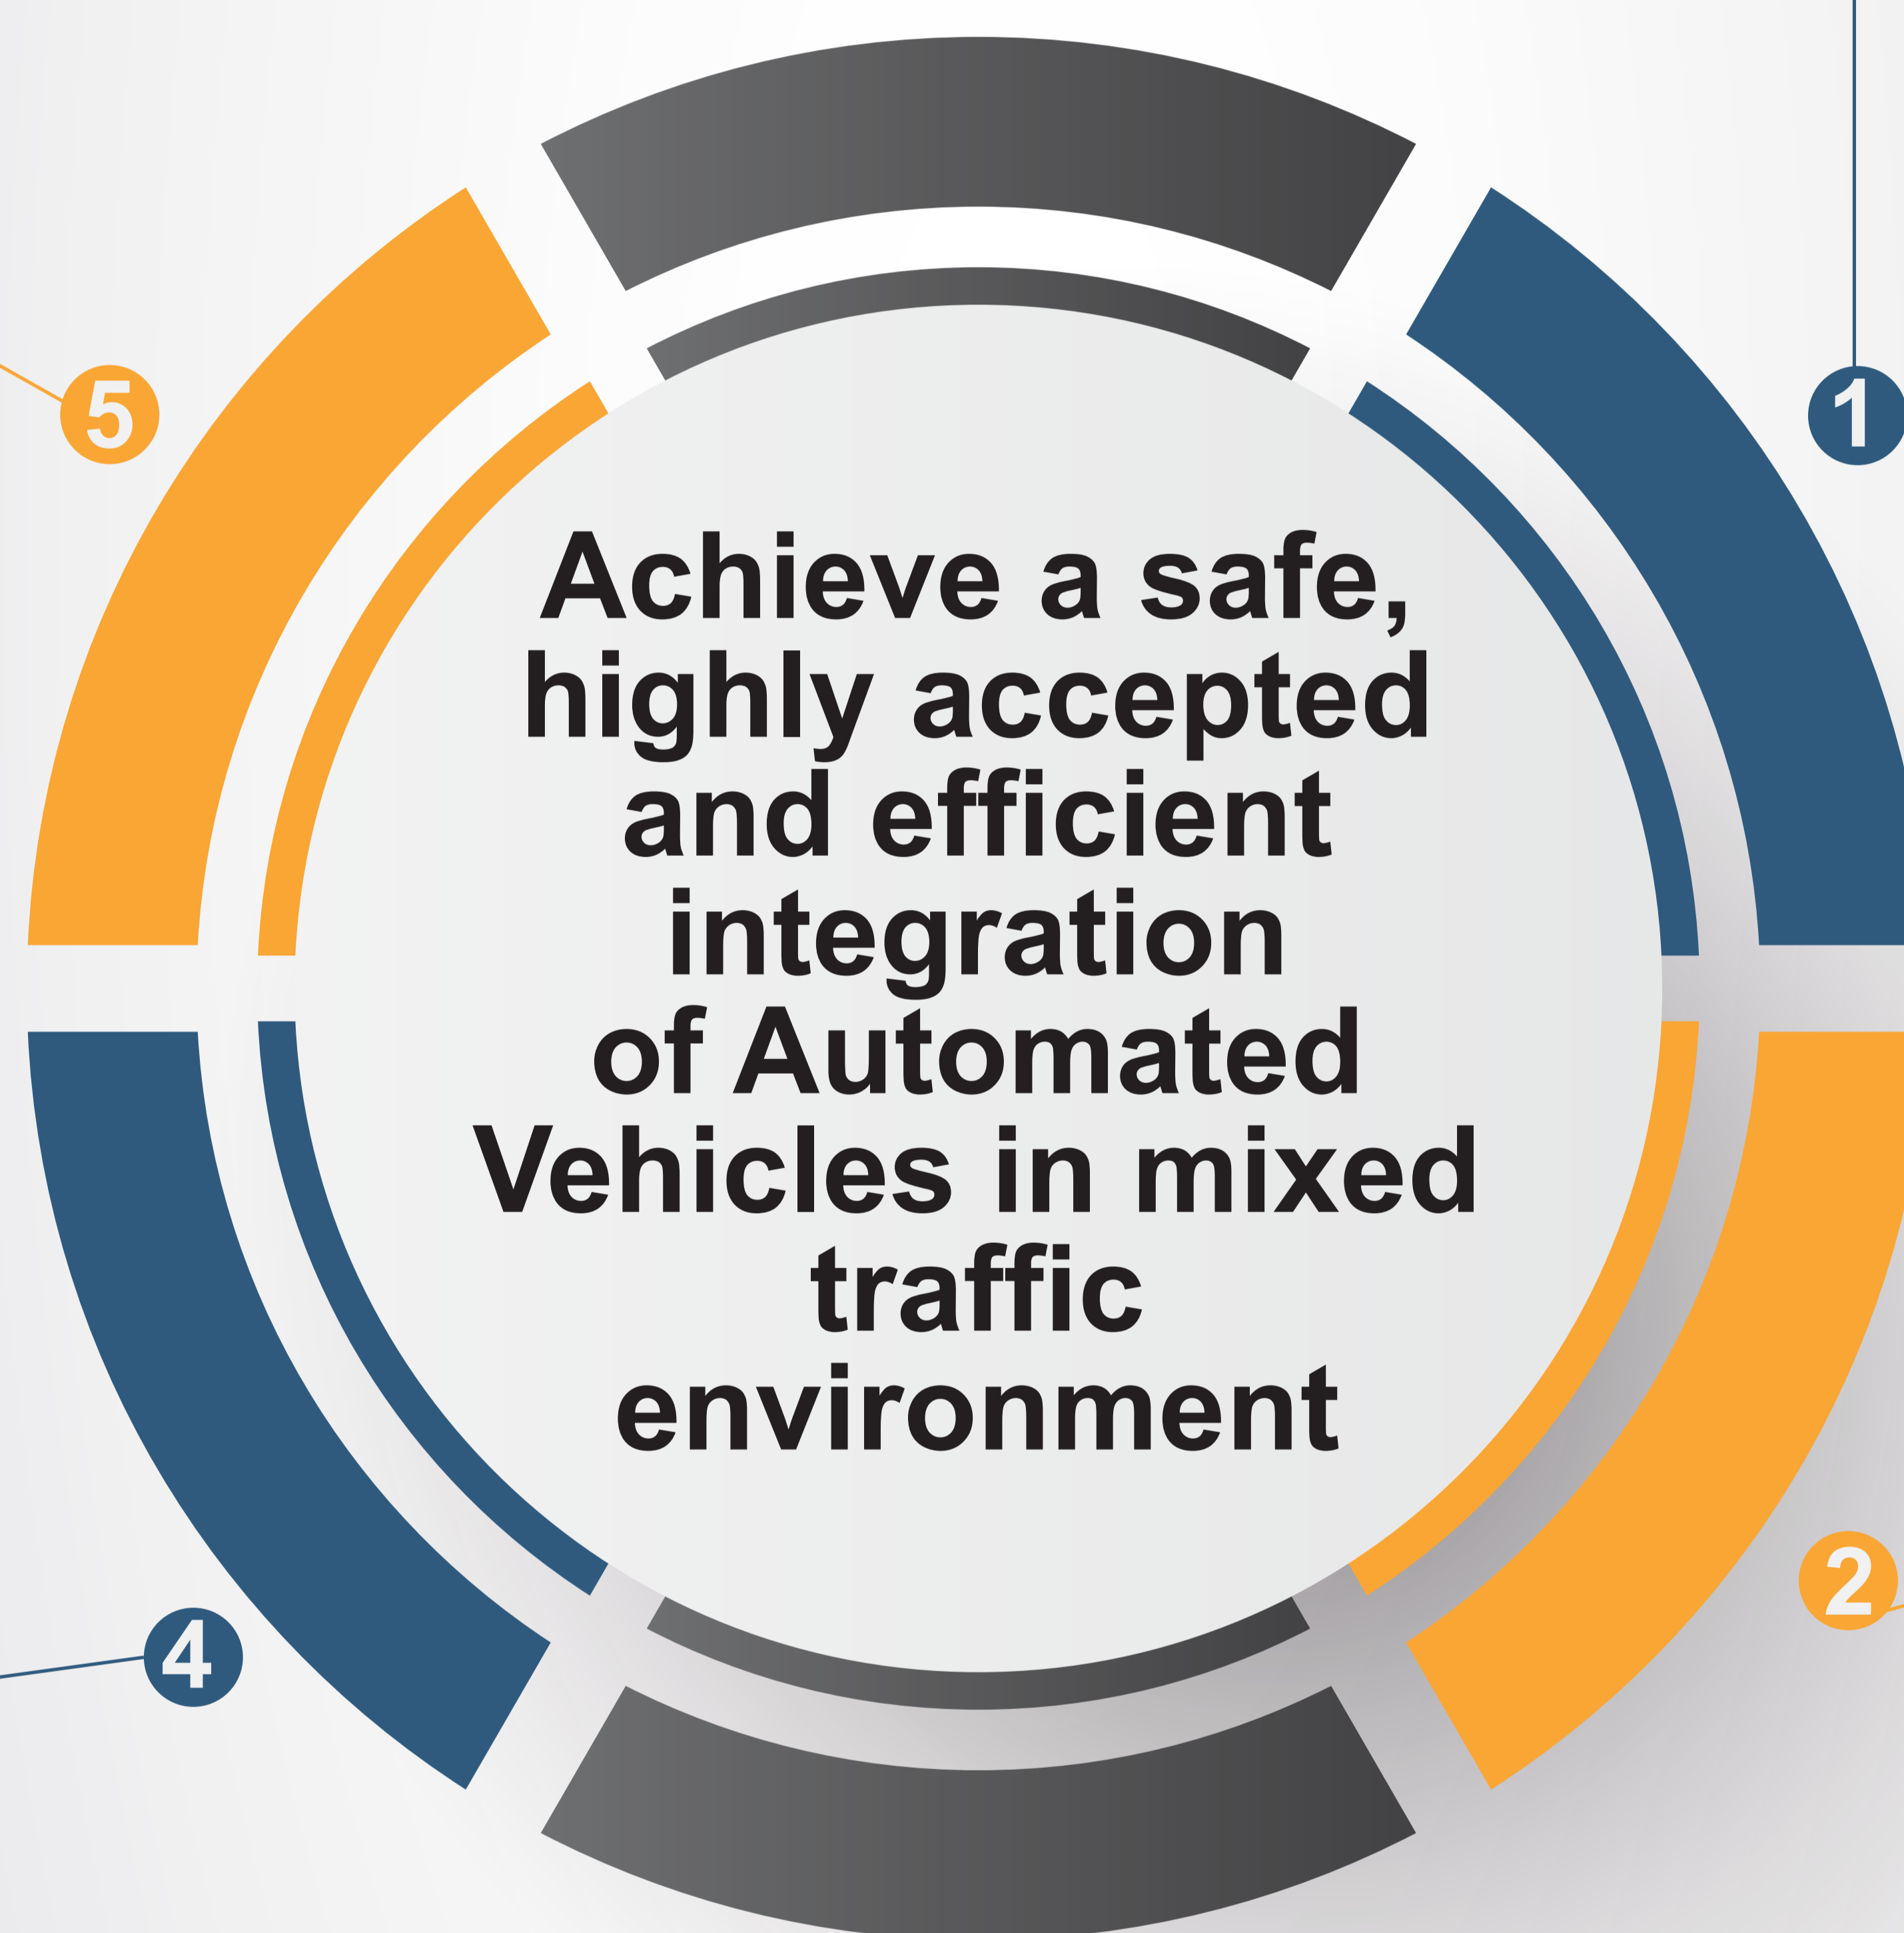 Achieve a safe,
highly accepted
and efficient
integration
of Automated
Vehicles in mixed
traffic
environment
1
2
4
5